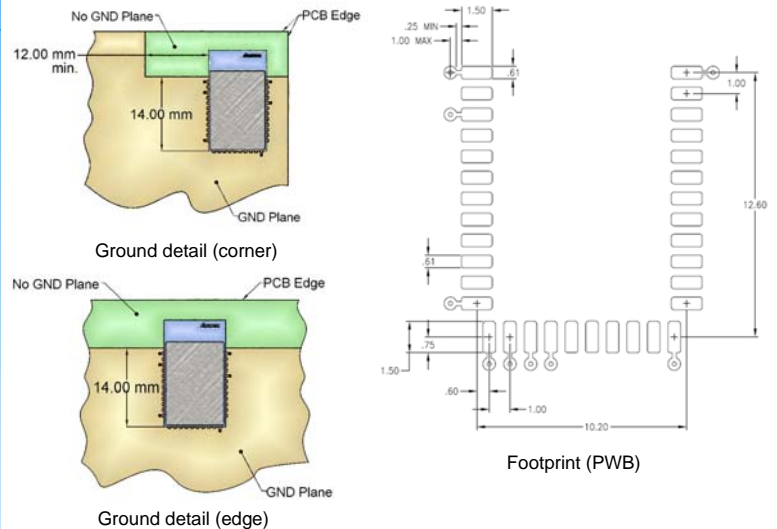 No GND Plane
PCB Edge
12.00 mm
min.
14.00 mm
GND Plane
Ground detail (corner)
No GND Plane
PCB Edge
14.00 mm
GND Plane
Ground detail (edge)
1.50
.25 MIN
1.00 MAX
.61
1.00
12.60
.61
.75
1.50
.60
1.00
10.20
Footprint (PWB)